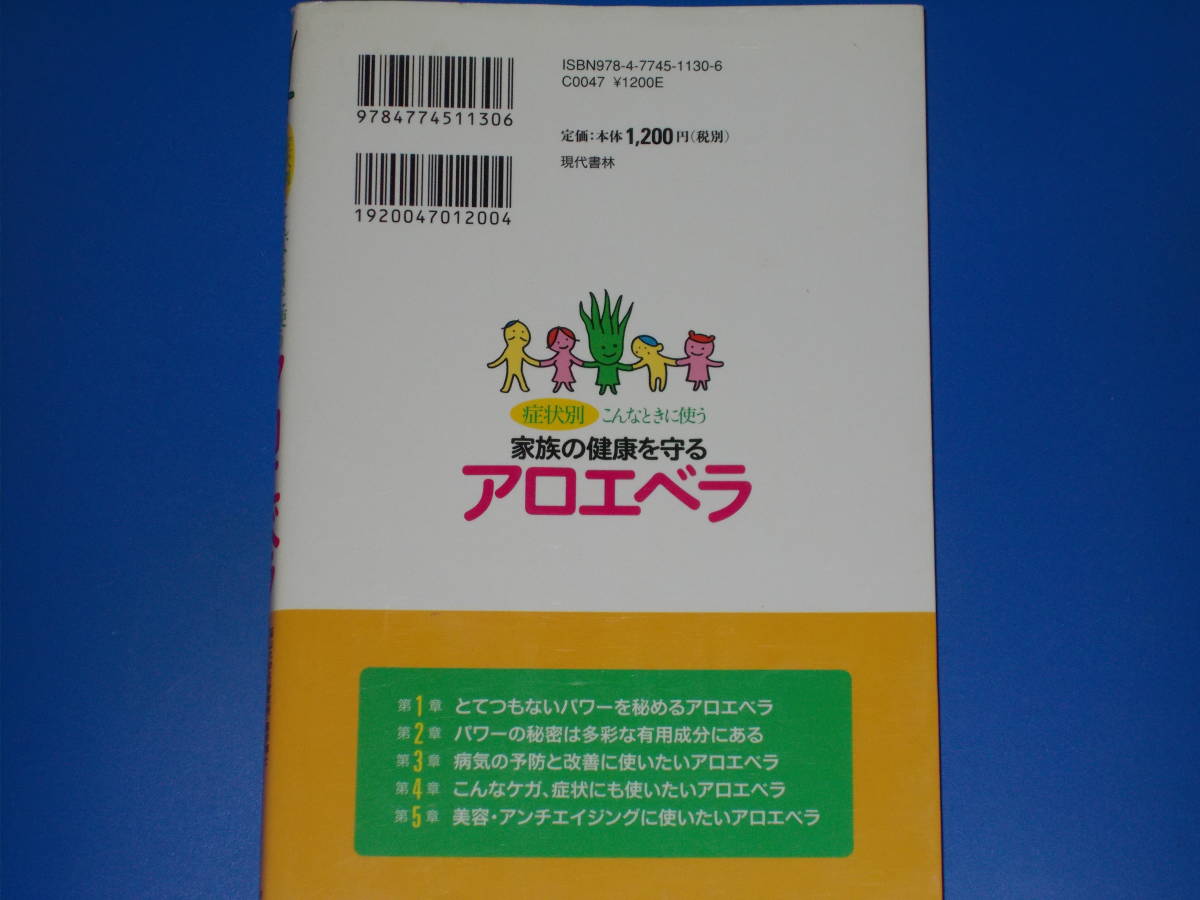 ISBN978-4-7745-1130-6
C0047 ¥1200E
9784774511306
定価：本体1,200円（税別）
現代書林
1920047012004
症状別 こんなときに使う
家族の健康を守る
アロエベラ
第1章 とてつもないパワーを秘めるアロエベラ
第2章 パワーの秘密は多彩な有用成分にある
第3章 病気の予防と改善に使いたいアロエベラ
第4章 こんなケガ、症状にも使いたいアロエベラ
第5章 美容・アンチエイジングに使いたいアロエベラ